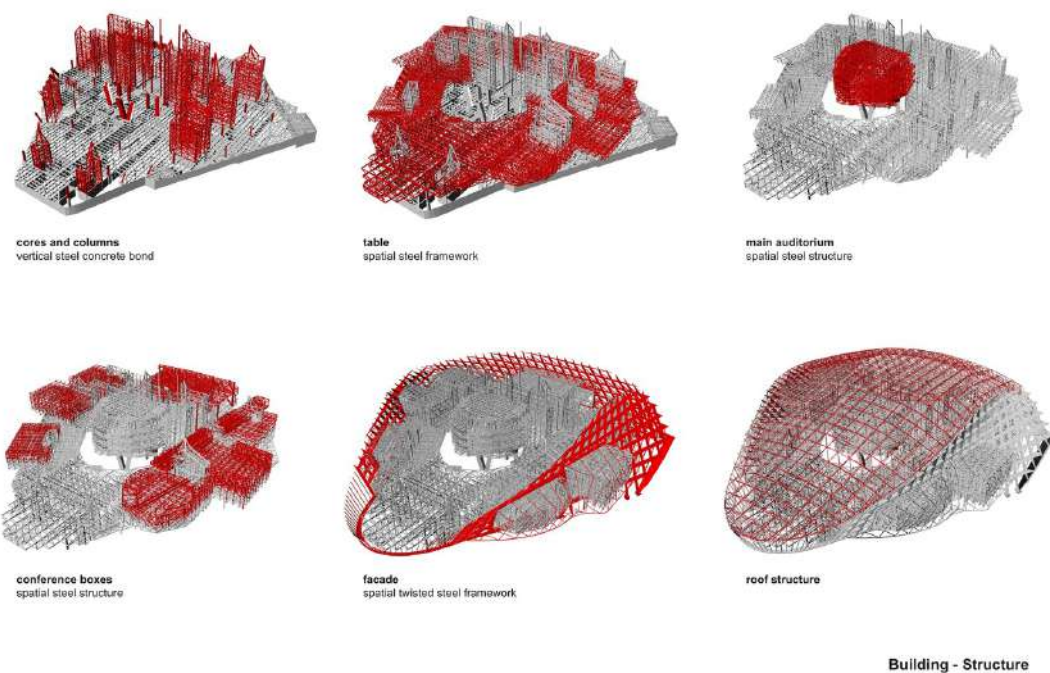 cores and columns
vertical steel concrete bond
table
spatial steel framework
main auditorium
spatial steel structure
conference boxes
spatial steel structure
facade
spatial twisted steel framework
roof structure
Building - Structure